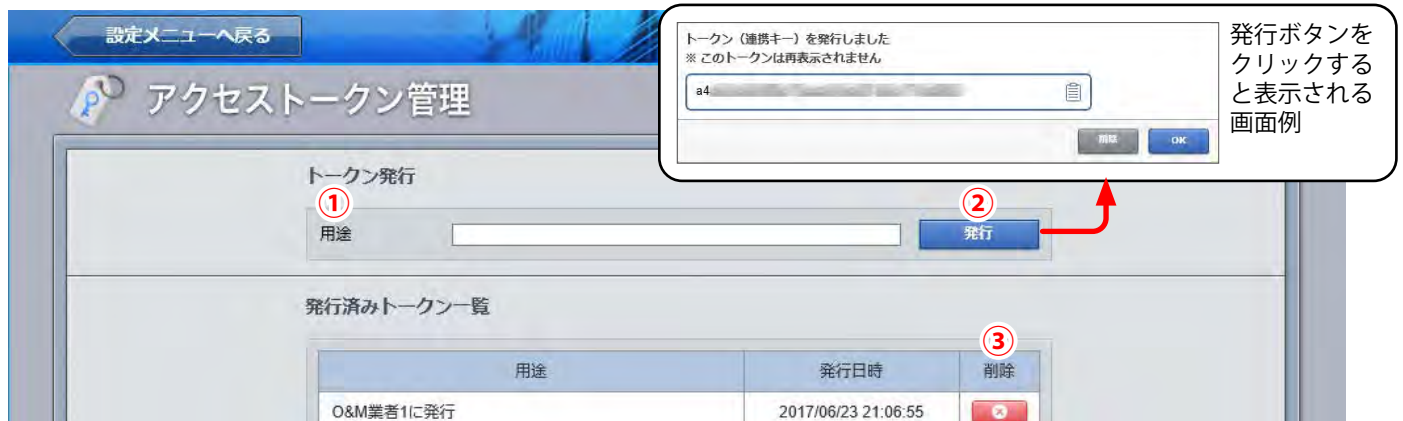 設定メニューへ戻る
トークン（連携キー）を発行しました
※ このトークンは再表示されません
a4
OK
発行ボタンを
クリックする
と表示される
画面例
アクセストークン管理
トークン発行
①
②
用途
発行
発行済みトークン一覧
③
用途
発行日時
削除
O&M業者1に発行
2017/06/23 21:06:55